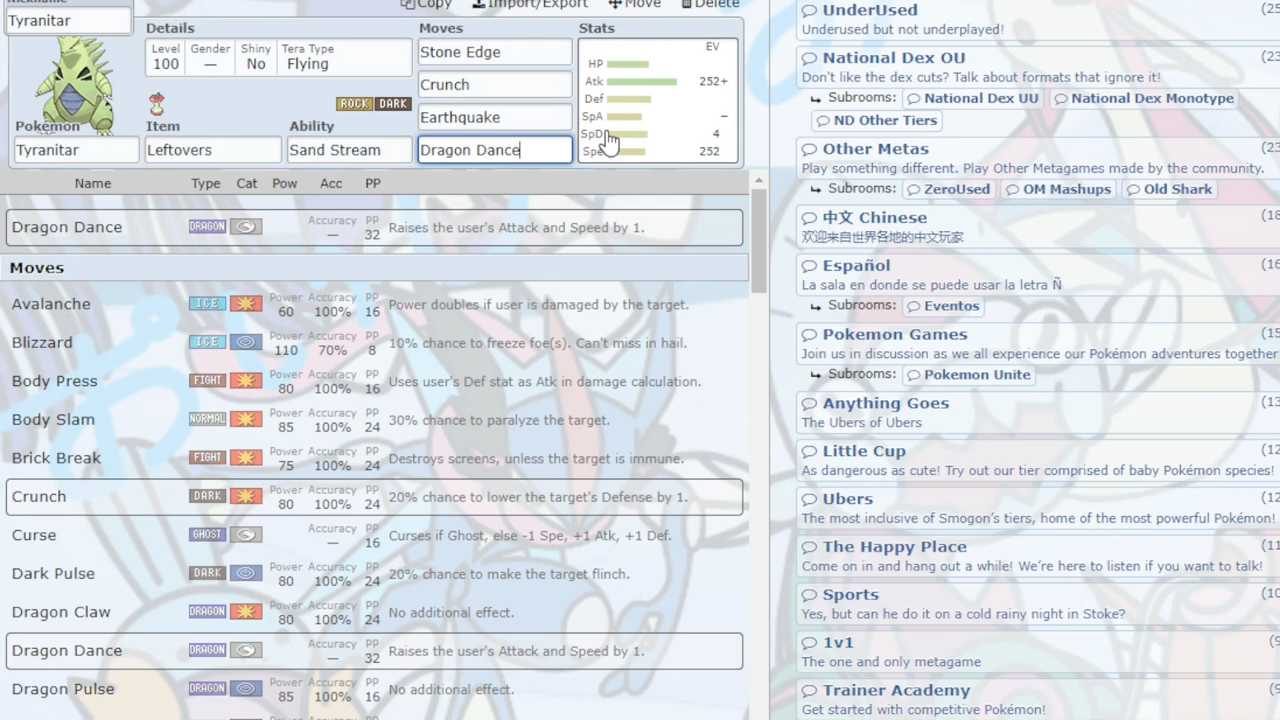 Nickname
Copy Import/Export Move Delete
Tyranitar
Details
Moves
Stats
Level Gender Shiny Tera Type
100 — No Flying
Stone Edge
Crunch
Earthquake
Dragon Dance
EV
HP
Atk 252+
Def
SpA –
SpD 4
Spe 252
ROCK DARK
Pokémon Item Ability
Tyranitar Leftovers Sand Stream
Name Type Cat Pow Acc PP
Dragon Dance DRAGON Accuracy — PP 32 Raises the user's Attack and Speed by 1.
Moves
Avalanche ICE Power 60 Accuracy 100% PP 16 Power doubles if user is damaged by the target.
Blizzard ICE Power 110 Accuracy 70% PP 8 10% chance to freeze foe(s). Can't miss in hail.
Body Press FIGHT Power 80 Accuracy 100% PP 16 Uses user's Def stat as Atk in damage calculation.
Body Slam NORMAL Power 85 Accuracy 100% PP 24 30% chance to paralyze the target.
Brick Break FIGHT Power 75 Accuracy 100% PP 24 Destroys screens, unless the target is immune.
Crunch DARK Power 80 Accuracy 100% PP 24 20% chance to lower the target's Defense by 1.
Curse GHOST Accuracy — PP 16 Curses if Ghost, else -1 Spe, +1 Atk, +1 Def.
Dark Pulse DARK Power 80 Accuracy 100% PP 24 20% chance to make the target flinch.
Dragon Claw DRAGON Power 80 Accuracy 100% PP 24 No additional effect.
Dragon Dance DRAGON Accuracy — PP 32 Raises the user's Attack and Speed by 1.
Dragon Pulse DRAGON Power 85 Accuracy 100% PP 16 No additional effect.
UnderUsed
Underused but not underplayed!
National Dex OU
Don't like the dex cuts? Talk about formats that ignore it!
Subrooms: National Dex UU National Dex Monotype
ND Other Tiers
Other Metas
Play something different. Play Other Metagames made by the community.
Subrooms: ZeroUsed OM Mashups Old Shark
中文 Chinese
欢迎来自世界各地的中文玩家
Español
La sala en donde se puede usar la letra Ñ
Subrooms: Eventos
Pokemon Games
Join us in discussion as we all experience our Pokémon adventures together
Subrooms: Pokemon Unite
Anything Goes
The Ubers of Ubers
Little Cup
As dangerous as cute! Try out our tier comprised of baby Pokémon species!
Ubers
The most inclusive of Smogon's tiers, home of the most powerful Pokémon!
The Happy Place
Come on in and hang out a while! We're here to listen if you want to talk!
Sports
Yes, but can he do it on a cold rainy night in Stoke?
1v1
The one and only metagame
Trainer Academy
Get started with competitive Pokémon!